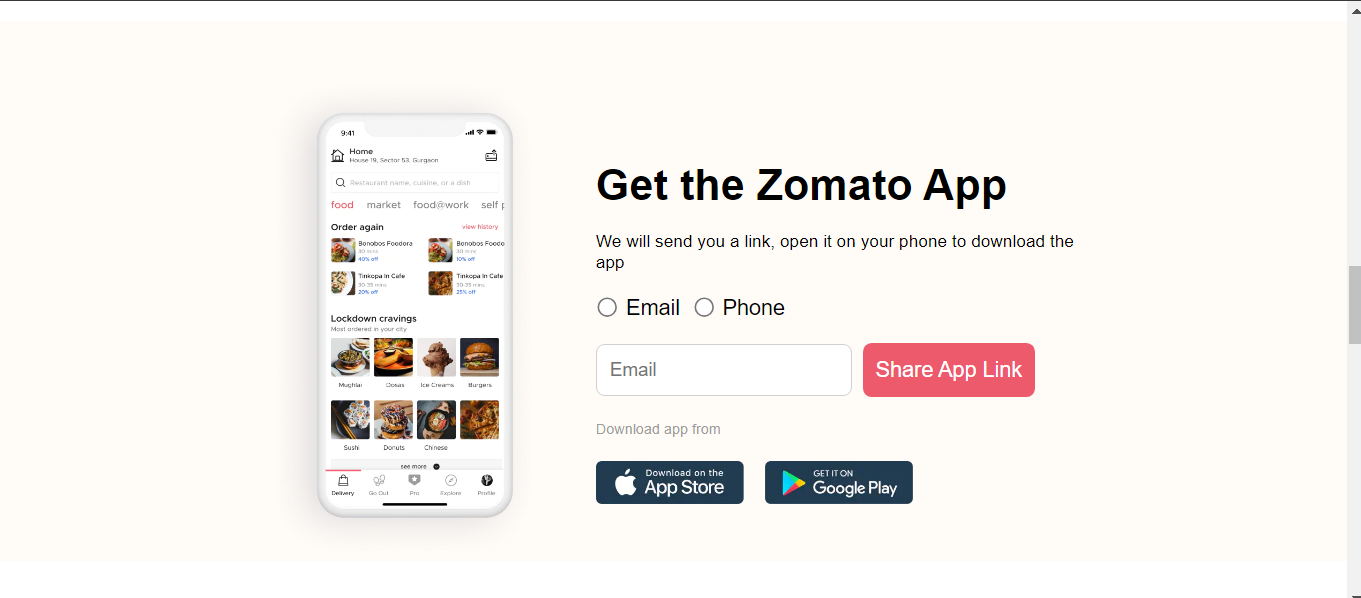 9:41
Home
House 19, Sector 53, Gurgaon
Restaurant name, cuisine, or a dish
food market food@work self p
Order again view history
Bonobos Foodora Bonobos Foodo
30 mins 30 mins
40% off 10% off
Tinkopa In Cafe Tinkopa In Cafe
30-35 mins 30-35 mins
20% off 25% off
Lockdown cravings
Most ordered in your city
Mughlai Dosas Ice Creams Burgers
Sushi Donuts Chinese
see more
Delivery Go Out Pro Explore Profile
Get the Zomato App
We will send you a link, open it on your phone to download the
app
Email Phone
Email Share App Link
Download app from
Download on the
App Store
GET IT ON
Google Play